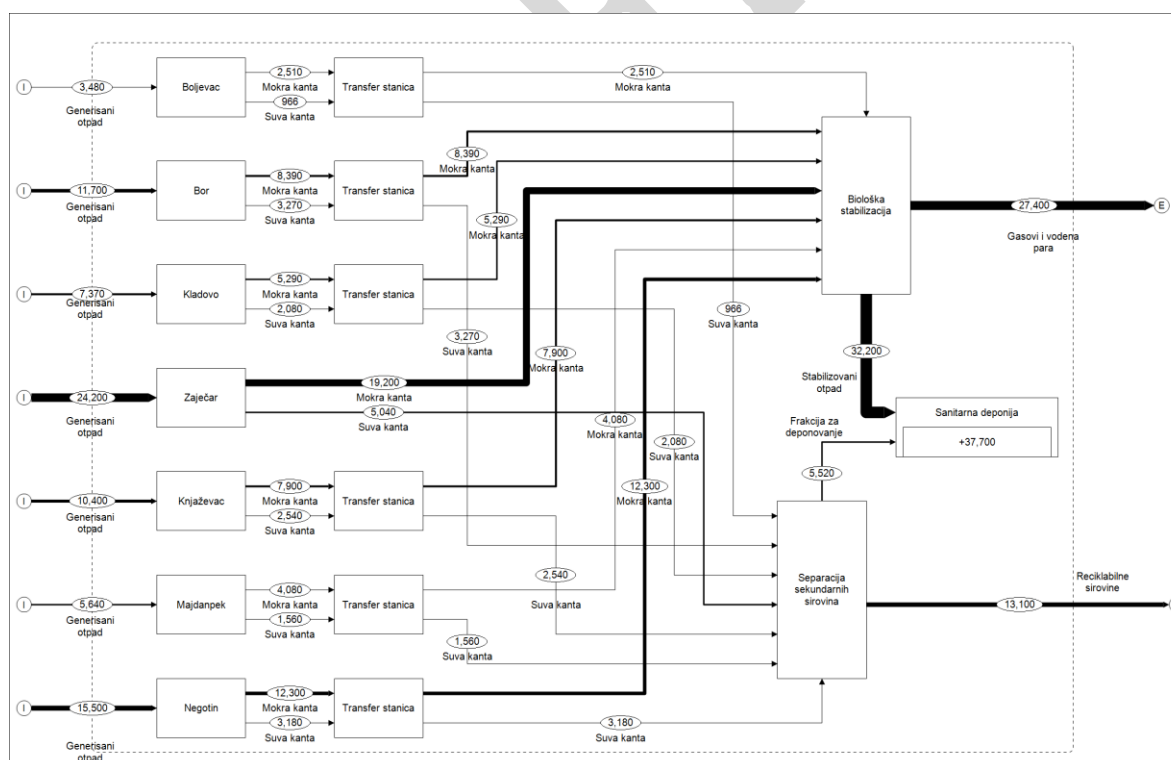 3,480
Generisani
otpad
Boljevac
2,510
Mokra kanta
966
Suva kanta
Transfer stanica
2,510
Mokra kanta
11,700
Generisani
otpad
Bor
8,390
Mokra kanta
3,270
Suva kanta
Transfer stanica
8,390
Mokra kanta
7,370
Generisani
otpad
Kladovo
5,290
Mokra kanta
2,080
Suva kanta
Transfer stanica
5,290
Mokra kanta
24,200
Generisani
otpad
Zaječar
19,200
Mokra kanta
5,040
Suva kanta
3,270
Suva kanta
7,900
Mokra kanta
966
Suva kanta
4,080
Mokra kanta
2,080
Suva kanta
10,400
Generisani
otpad
Knjaževac
7,900
Mokra kanta
2,540
Suva kanta
Transfer stanica
12,300
Mokra kanta
2,540
Suva kanta
5,640
Generisani
otpad
Majdanpek
4,080
Mokra kanta
1,560
Suva kanta
Transfer stanica
1,560
Suva kanta
15,500
Generisani
otpad
Negotin
12,300
Mokra kanta
3,180
Suva kanta
Transfer stanica
3,180
Suva kanta
Biološka
stabilizacija
27,400
Gasovi i vodena
para
E
32,200
Stabilizovani
otpad
Sanitarna deponija
+37,700
Frakcija za
deponovanje
5,520
Separacija
sekundarnih
sirovina
Reciklabilne
sirovine
13,100
I
I
I
I
I
I
I